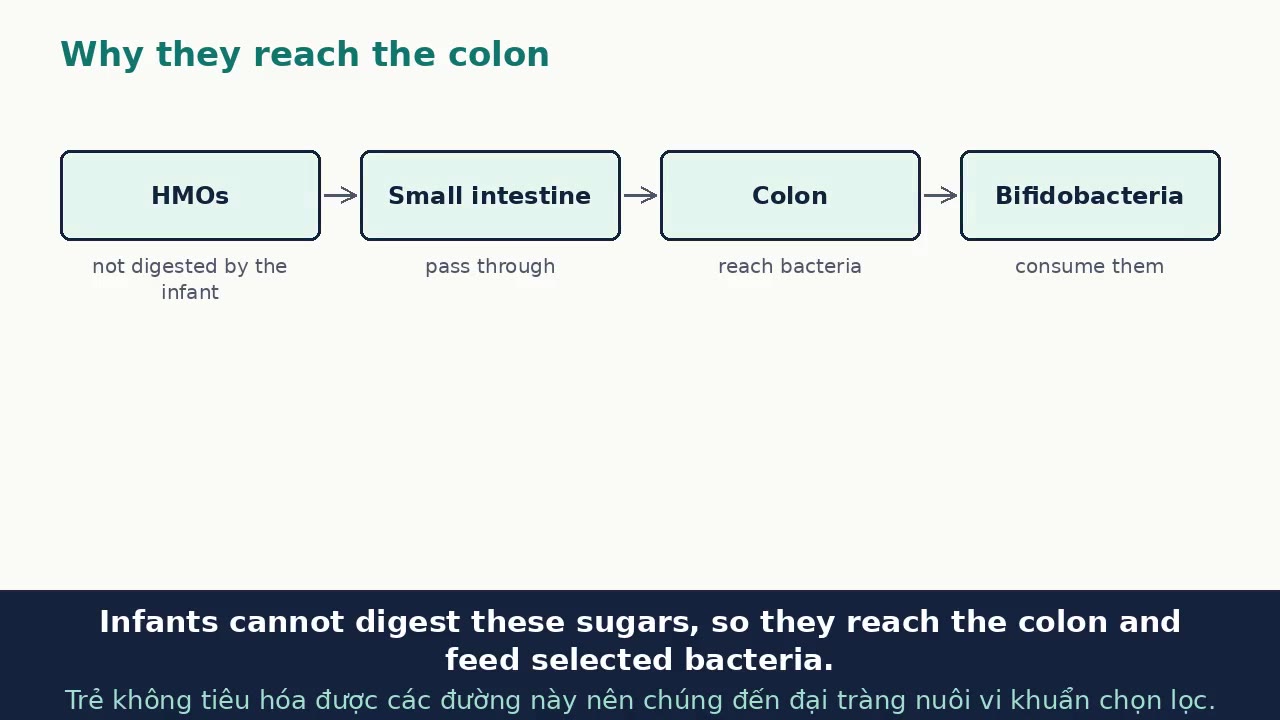 Why they reach the colon
HMOs
Small intestine
Colon
Bifidobacteria
not digested by the
infant
pass through
reach bacteria
consume them
Infants cannot digest these sugars, so they reach the colon and
feed selected bacteria.
Trẻ không tiêu hóa được các đường này nên chúng đến đại tràng nuôi vi khuẩn chọn lọc.